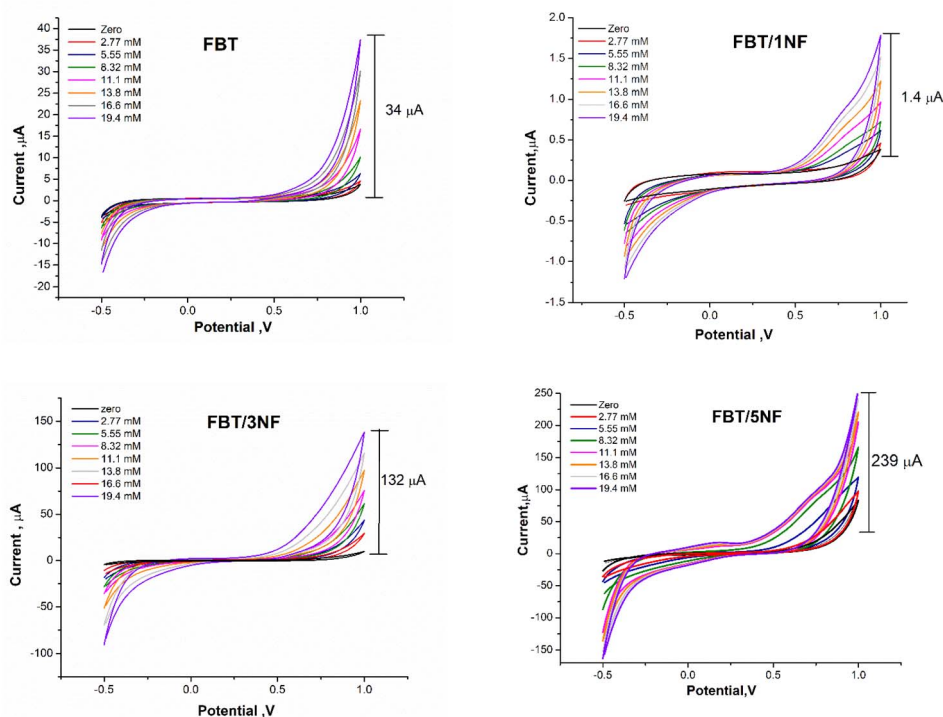 FBT
Zero
2.77 mM
5.55 mM
8.32 mM
11.1 mM
13.8 mM
16.6 mM
19.4 mM
40
35
30
25
20
15
10
5
0
-5
-10
-15
-20
-0.5
0.0
0.5
1.0
Current ,µA
Potential ,V
34 µA
FBT/1NF
Zero
2.77 mM
5.55 mM
8.32 mM
11.1 mM
13.8 mM
16.6 mM
19.4 mM
2.0
1.5
1.0
0.5
0.0
-0.5
-1.0
-1.5
-0.5
0.0
0.5
1.0
Current,µA
Potential ,V
1.4 µA
FBT/3NF
zero
2.77 mM
5.55 mM
8.32 mM
11.1 mM
13.8 mM
16.6 mM
19.4 mM
150
100
50
0
-50
-100
-0.5
0.0
0.5
1.0
Current , µA
Potential ,V
132 µA
FBT/5NF
zero
2.77 mM
5.55 mM
8.32 mM
11.1 mM
13.8 mM
16.6 mM
19.4 mM
250
200
150
100
50
0
-50
-100
-150
-0.5
0.0
0.5
1.0
Current,µA
Potential,V
239 µA